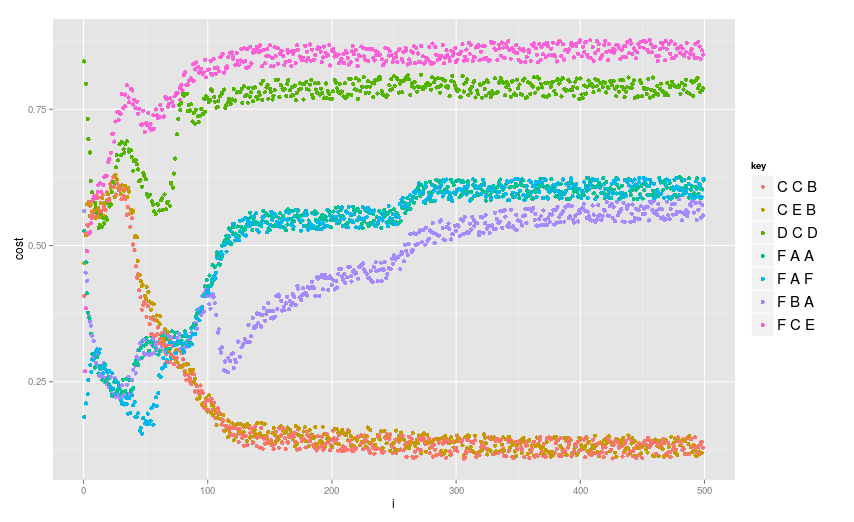 0.75
0.50
0.25
cost
0 100 200 300 400 500
i
key
C C B
C E B
D C D
F A A
F A F
F B A
F C E